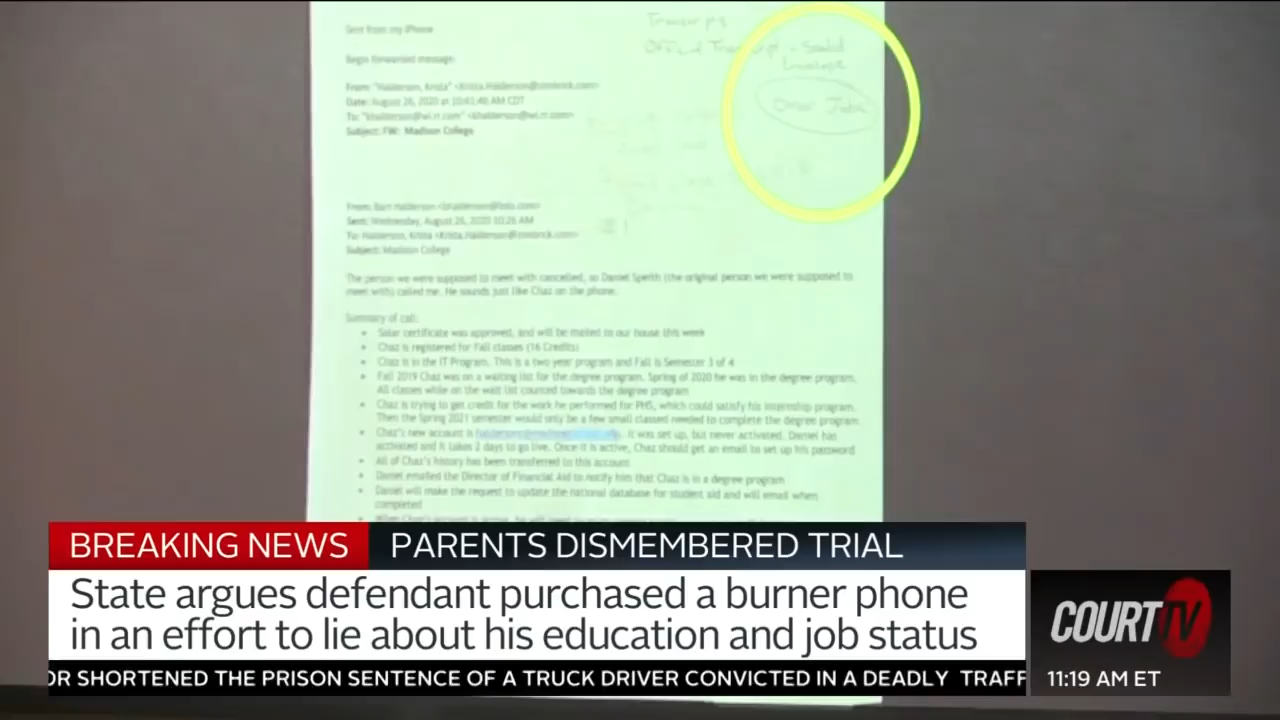 Sent from my iPhone
Transcripts
Official Transcript - Sealed
Envelope
Begin forwarded message:
From: "Halderson, Krista"
Date: August 26, 2020 at 10:41:40 AM CDT
To: "bhalderson@wi.rr.com" <bhalderson@wi.rr.com>
Subject: FW: Madison College
From: Bart Halderson
Sent: Wednesday, August 26, 2020 10:26 AM
To: Halderson, Krista
Subject: Madison College
The person we were supposed to meet with cancelled, so Daniel Speith (the original person we were supposed to
meet with) called me. He sounds just like Chaz on the phone.
Summary of call:
• Solar certificate was approved, and will be mailed to our house this week
• Chaz is registered for Fall classes (16 Credits)
• Chaz is in the IT Program. This is a two year program and Fall is Semester 3 of 4
• Fall 2019 Chaz was on a waiting list for the degree program. Spring of 2020 he was in the degree program.
All classes while on the wait list counted towards the degree program
• Chaz is trying to get credit for the work he performed for PHS, which could satisfy his internship program.
Then the Spring 2021 semester would only be a few small classed needed to complete the degree program
• Chaz's new account is It was set up, but never activated. Daniel has
activated and it takes 2 days to go live. Once it is active, Chaz should get an email to set up his password
• All of Chaz's history has been transferred to this account
• Daniel emailed the Director of Financial Aid to notify him that Chaz is in a degree program
• Daniel will make the request to update the national database for student aid and will email when
completed
BREAKING NEWS PARENTS DISMEMBERED TRIAL
State argues defendant purchased a burner phone
in an effort to lie about his education and job status
COURT TV
OR SHORTENED THE PRISON SENTENCE OF A TRUCK DRIVER CONVICTED IN A DEADLY TRAFF
11:19 AM ET